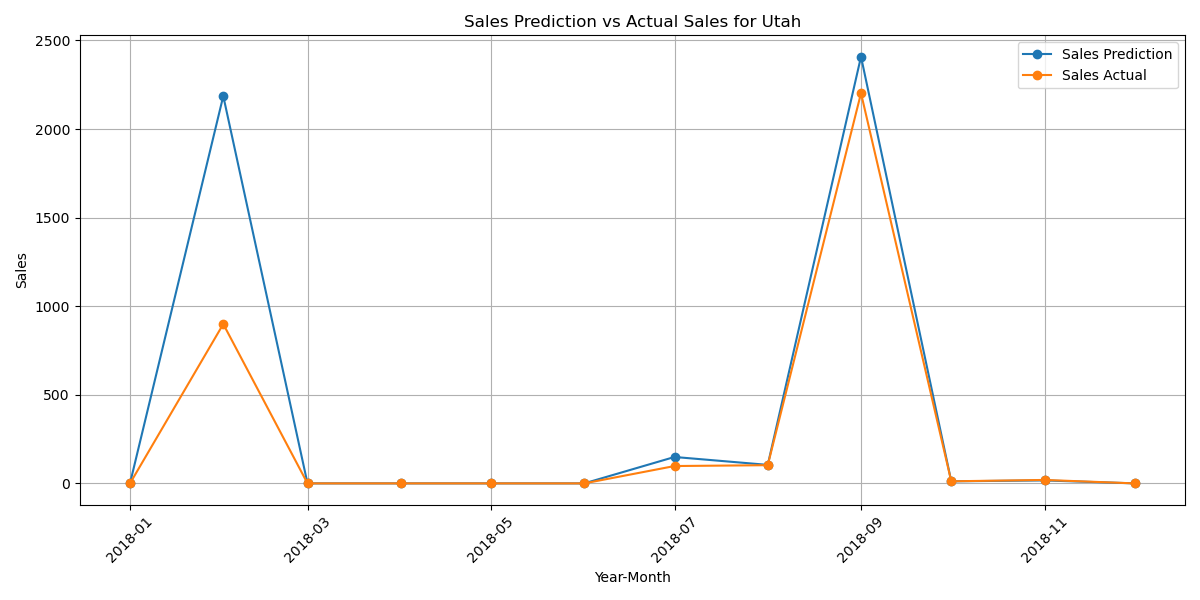 Sales Prediction vs Actual Sales for Utah
Sales Prediction
Sales Actual
Sales
2500
2000
1500
1000
500
0
2018-01
2018-03
2018-05
2018-07
2018-09
2018-11
Year-Month